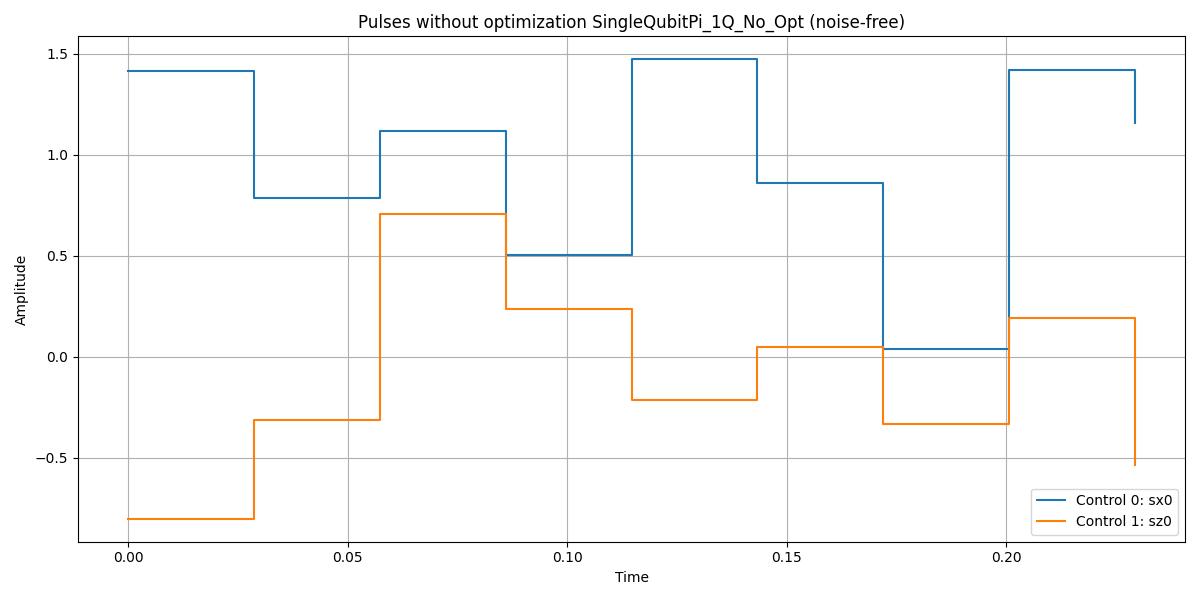 Pulses without optimization SingleQubitPi_1Q_No_Opt (noise-free)
1.5
1.0
0.5
0.0
−0.5
Amplitude
0.00
0.05
0.10
0.15
0.20
Time
Control 0: sx0
Control 1: sz0